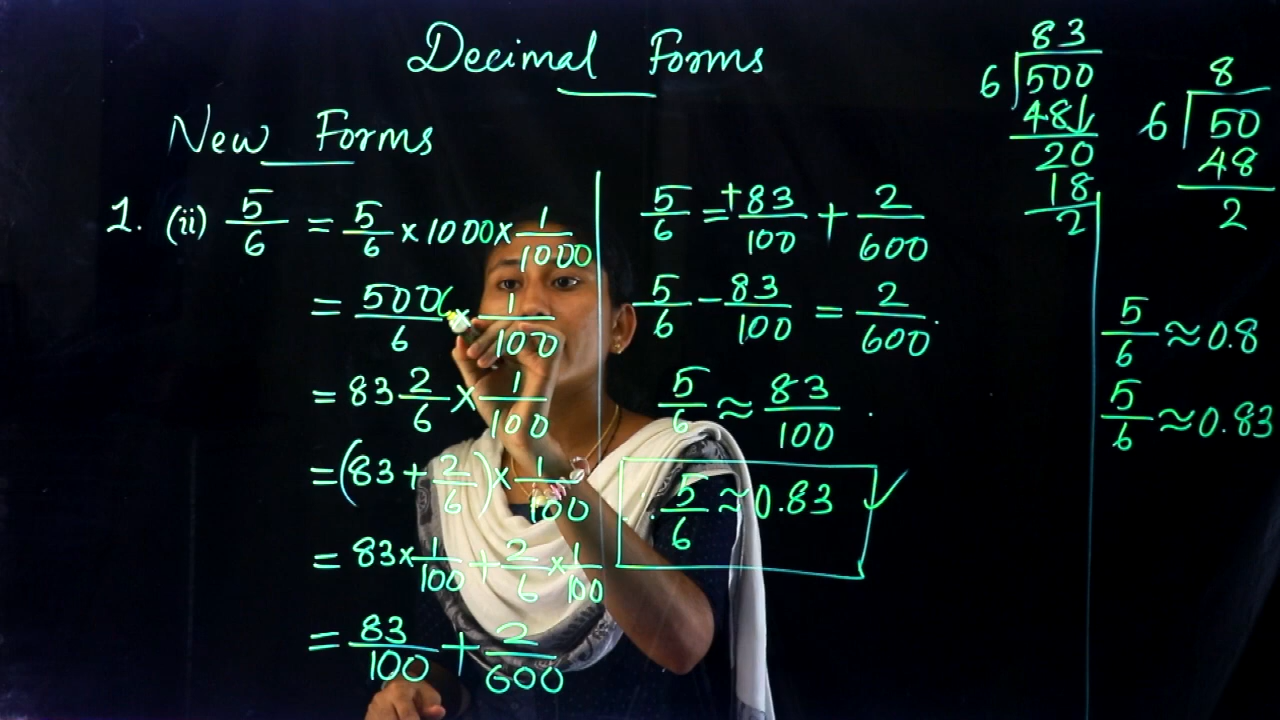 Decimal Forms
New Forms
1. (ii) 5/6 = 5/6 × 1000 × 1/1000
= 5000/6 × 1/100
= 83 2/6 × 1/100
= (83 + 2/6) × 1/100
= 83 × 1/100 + 2/6 × 1/100
= 83/100 + 2/600
5/6 = + 83/100 + 2/600
5/6 - 83/100 = 2/600.
5/6 ≈ 83/100.
5/6 ≈ 0.83 ✓
83
6 500
48↓
20
18
2
8
6 50
48
2
5/6 ≈ 0.8
5/6 ≈ 0.83